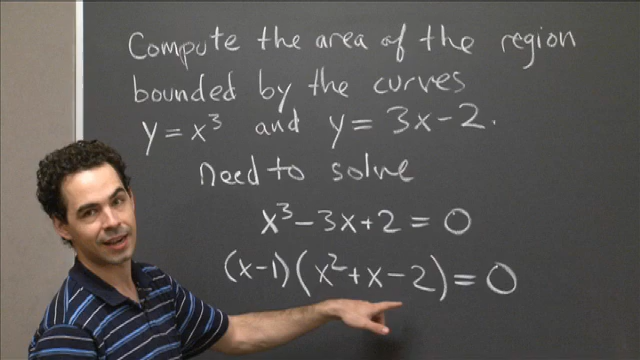 Compute the area of the region
bounded by the curves
y=x³ and y= 3x-2.
need to solve
x³-3x+2=0
(x-1)(x²+x-2)=0